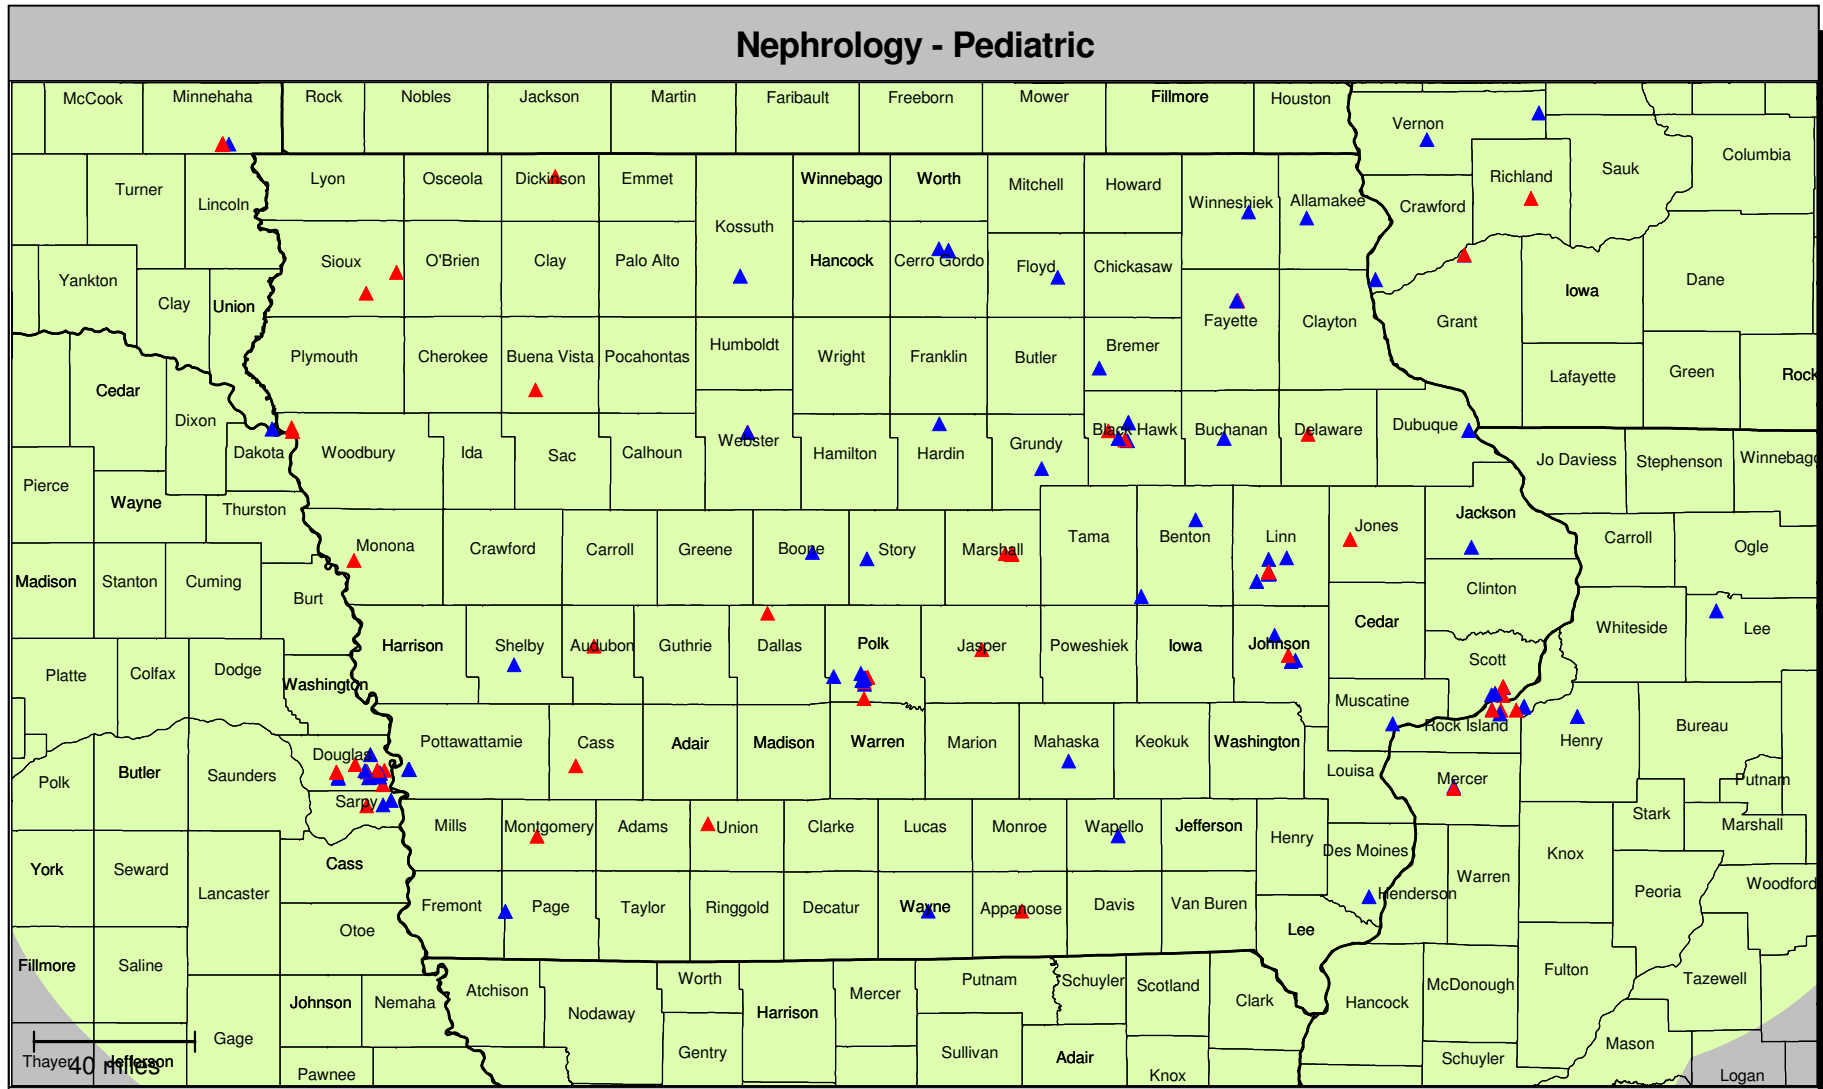 Nephrology - Pediatric
McCook Minnehaha Rock Nobles Jackson Martin Faribault Freeborn Mower Fillmore Houston
Vernon
Columbia
Sauk
Richland
Turner Lyon Osceola Dickinson Emmet Winnebago Worth Mitchell Howard
Lincoln Winneshiek Allamakee Crawford
Kossuth
Yankton Sioux O'Brien Clay Palo Alto Hancock Cerro Gordo Floyd Chickasaw Dane
Clay Union Iowa
Fayette Clayton Grant
Plymouth Cherokee Buena Vista Pocahontas Humboldt Wright Franklin Butler Bremer
Cedar Lafayette Green Rock
Dixon
Webster Black Hawk Buchanan Delaware Dubuque
Dakota Woodbury Ida Sac Calhoun Hamilton Hardin Grundy Jo Daviess Stephenson Winnebago
Pierce
Wayne Thurston Jackson
Monona Crawford Carroll Greene Boone Story Marshall Tama Benton Linn Jones Carroll Ogle
Madison Stanton Cuming
Burt Clinton
Harrison Shelby Audubon Guthrie Dallas Polk Jasper Poweshiek Iowa Johnson Cedar Whiteside Lee
Platte Colfax Dodge Scott
Washington
Muscatine
Rock Island Bureau
Pottawattamie Cass Adair Madison Warren Marion Mahaska Keokuk Washington Henry
Douglas
Polk Butler Saunders Louisa Mercer Putnam
Sarpy
Mills Montgomery Adams Union Clarke Lucas Monroe Wapello Jefferson Henry Stark Marshall
Des Moines Knox
York Seward Cass Warren
Lancaster Henderson Peoria Woodford
Fremont Page Taylor Ringgold Decatur Wayne Appanoose Davis Van Buren
Otoe Lee
Fillmore Saline Fulton
Worth Putnam Schuyler Tazewell
Atchison Mercer Scotland McDonough
Johnson Nemaha Nodaway Harrison Clark Hancock
Gage Gentry Sullivan Adair Mason
Thayer Jefferson Schuyler
40 miles
Pawnee Knox Logan